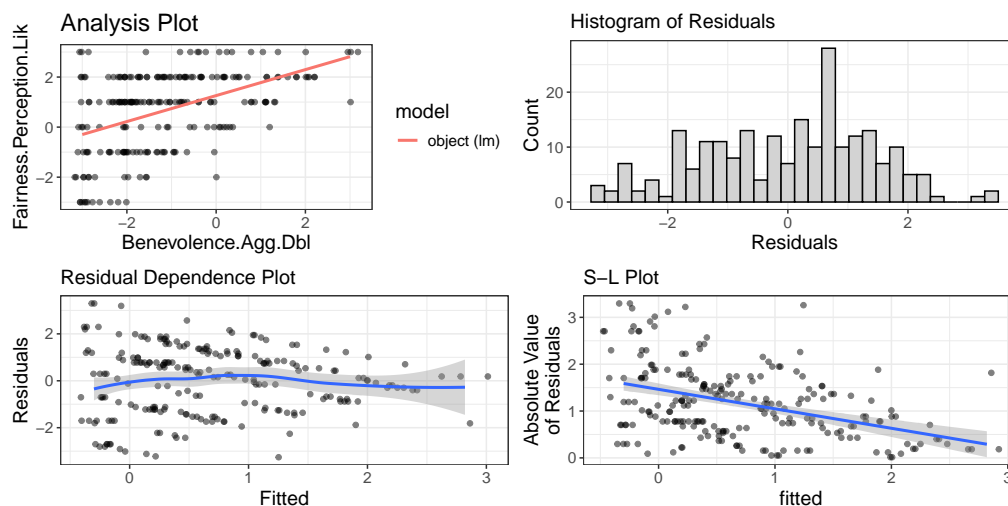 Analysis Plot
Fairness.Perception.Lik
2
0
−2
−2
0
2
Benevolence.Agg.Dbl
model
object (lm)
Histogram of Residuals
Count
20
10
0
−2
0
2
Residuals
Residual Dependence Plot
Residuals
2
0
−2
0
1
2
3
Fitted
S−L Plot
Absolute Value
of Residuals
3
2
1
0
0
1
2
3
fitted